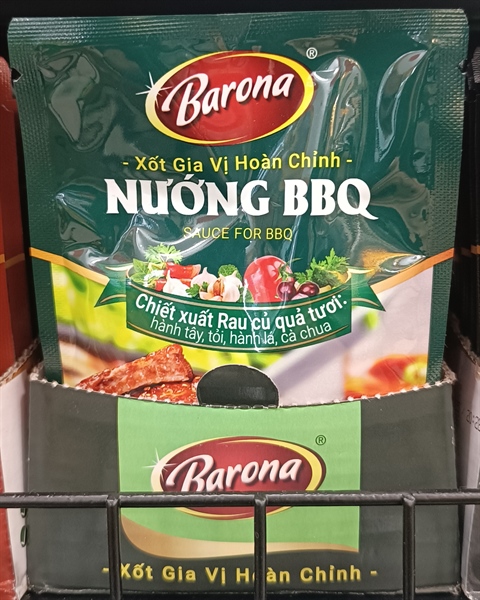 Barona®
- Xốt Gia Vị Hoàn Chỉnh -
NƯỚNG BBQ
SAUCE FOR BBQ
Chiết xuất Rau củ quả tươi:
hành tây, tỏi, hành lá, cà chua
Barona®
- Xốt Gia Vị Hoàn Chỉnh -